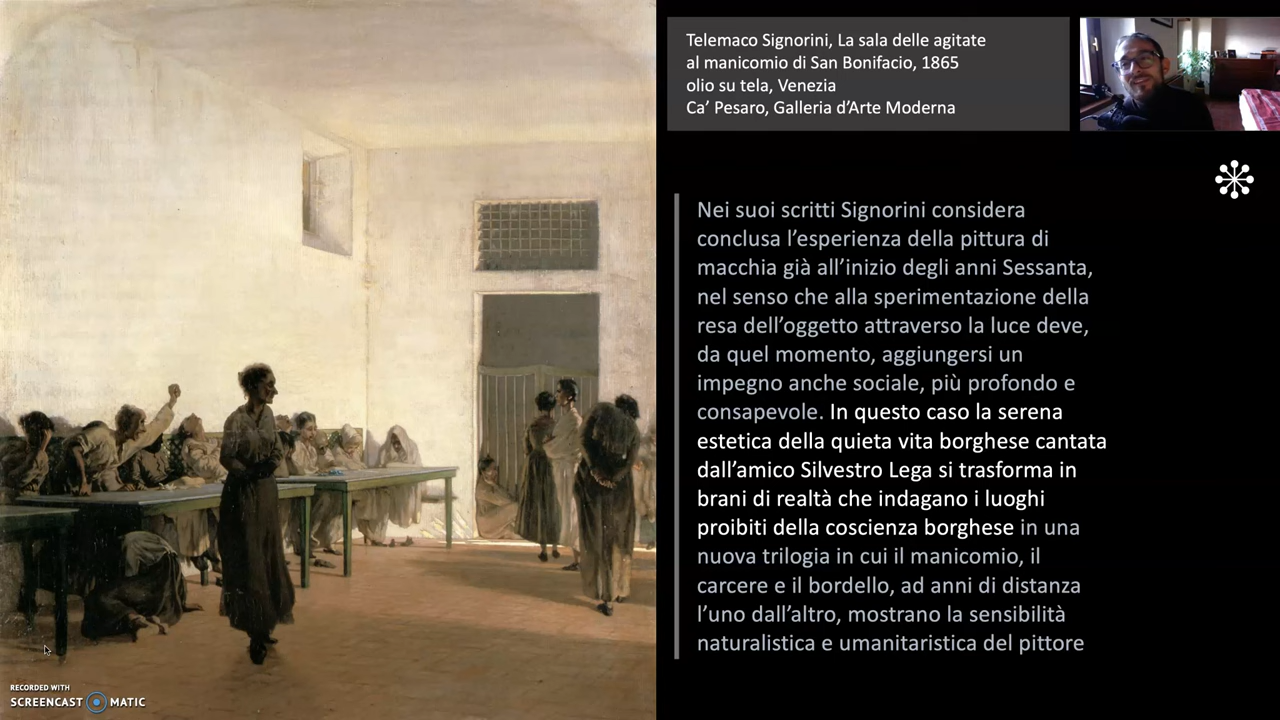 Telemaco Signorini, La sala delle agitate
al manicomio di San Bonifacio, 1865
olio su tela, Venezia
Ca’ Pesaro, Galleria d’Arte Moderna
Nei suoi scritti Signorini considera
conclusa l’esperienza della pittura di
macchia già all’inizio degli anni Sessanta,
nel senso che alla sperimentazione della
resa dell’oggetto attraverso la luce deve,
da quel momento, aggiungersi un
impegno anche sociale, più profondo e
consapevole. In questo caso la serena
estetica della quieta vita borghese cantata
dall’amico Silvestro Lega si trasforma in
brani di realtà che indagano i luoghi
proibiti della coscienza borghese in una
nuova trilogia in cui il manicomio, il
carcere e il bordello, ad anni di distanza
l’uno dall’altro, mostrano la sensibilità
naturalistica e umanitaristica del pittore
RECORDED WITH
SCREENCAST MATIC